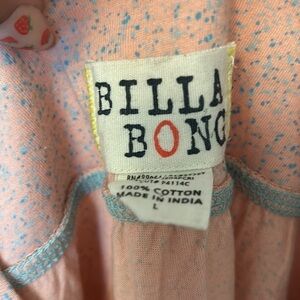 BILLA
BONG
100% COTTON
MADE IN INDIA
L